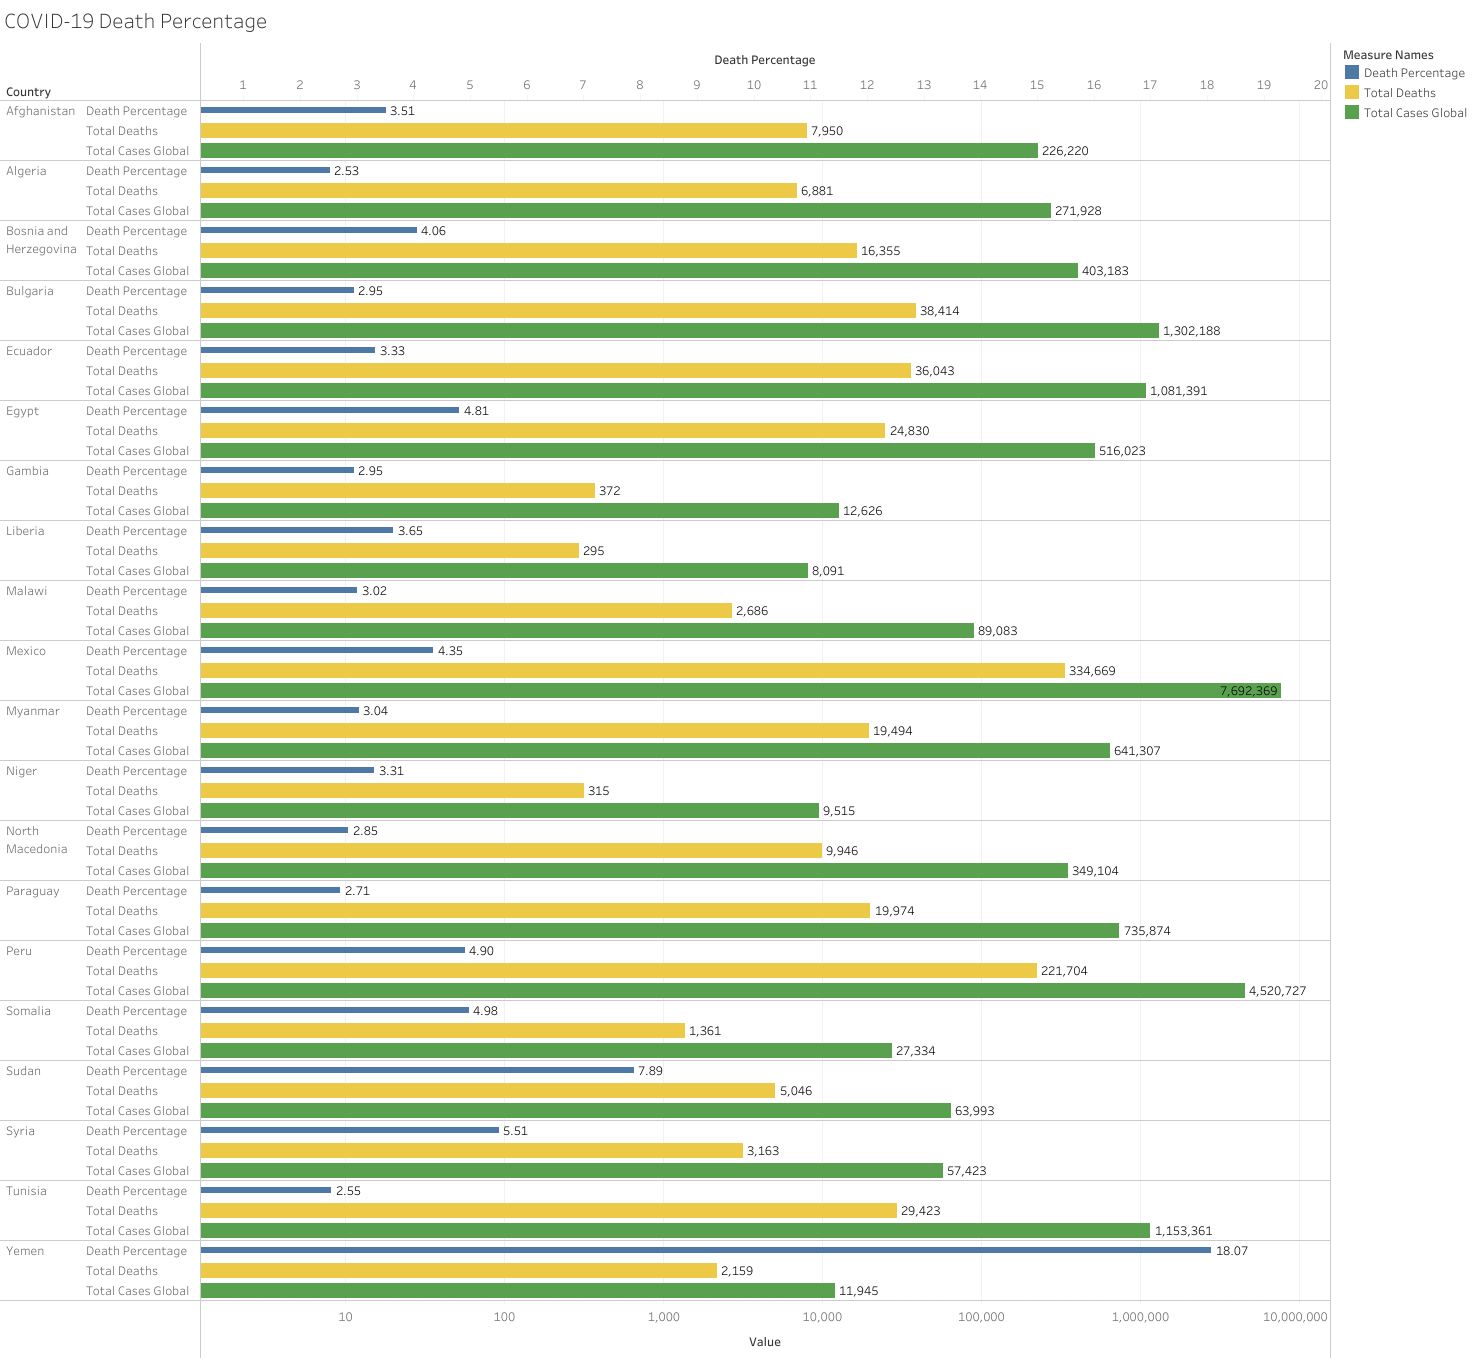 COVID-19 Death Percentage
Death Percentage
1 2 3 4 5 6 7 8 9 10 11 12 13 14 15 16 17 18 19 20
Country
Measure Names
Death Percentage
Total Deaths
Total Cases Global
Afghanistan Death Percentage 3.51
Total Deaths 7,950
Total Cases Global 226,220
Algeria Death Percentage 2.53
Total Deaths 6,881
Total Cases Global 271,928
Bosnia and Death Percentage 4.06
Herzegovina Total Deaths 16,355
Total Cases Global 403,183
Bulgaria Death Percentage 2.95
Total Deaths 38,414
Total Cases Global 1,302,188
Ecuador Death Percentage 3.33
Total Deaths 36,043
Total Cases Global 1,081,391
Egypt Death Percentage 4.81
Total Deaths 24,830
Total Cases Global 516,023
Gambia Death Percentage 2.95
Total Deaths 372
Total Cases Global 12,626
Liberia Death Percentage 3.65
Total Deaths 295
Total Cases Global 8,091
Malawi Death Percentage 3.02
Total Deaths 2,686
Total Cases Global 89,083
Mexico Death Percentage 4.35
Total Deaths 334,669
Total Cases Global 7,692,369
Myanmar Death Percentage 3.04
Total Deaths 19,494
Total Cases Global 641,307
Niger Death Percentage 3.31
Total Deaths 315
Total Cases Global 9,515
North Death Percentage 2.85
Macedonia Total Deaths 9,946
Total Cases Global 349,104
Paraguay Death Percentage 2.71
Total Deaths 19,974
Total Cases Global 735,874
Peru Death Percentage 4.90
Total Deaths 221,704
Total Cases Global 4,520,727
Somalia Death Percentage 4.98
Total Deaths 1,361
Total Cases Global 27,334
Sudan Death Percentage 7.89
Total Deaths 5,046
Total Cases Global 63,993
Syria Death Percentage 5.51
Total Deaths 3,163
Total Cases Global 57,423
Tunisia Death Percentage 2.55
Total Deaths 29,423
Total Cases Global 1,153,361
Yemen Death Percentage 18.07
Total Deaths 2,159
Total Cases Global 11,945
10 100 1,000 10,000 100,000 1,000,000 10,000,000
Value